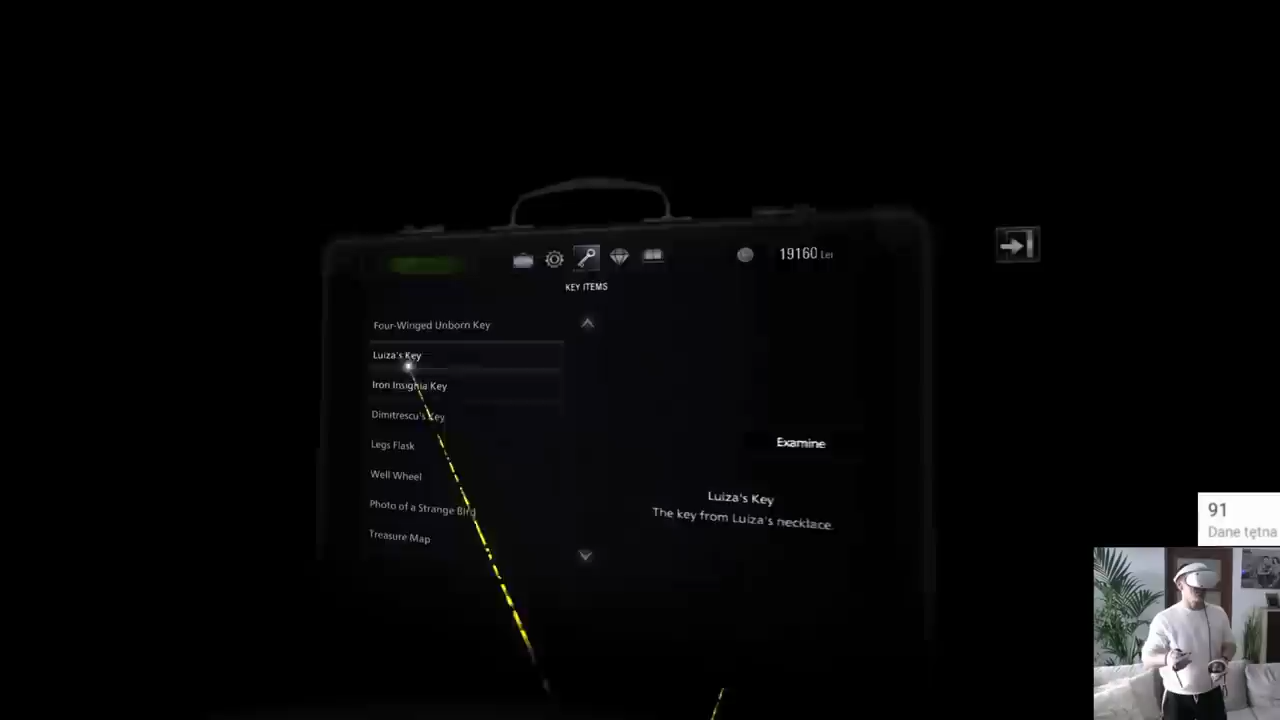 19160 Lei
KEY ITEMS
Four-Winged Unborn Key
Luiza's Key
Iron Insignia Key
Dimitrescu's Key
Legs Flask
Well Wheel
Photo of a Strange Bird
Treasure Map
Examine
Luiza's Key
The key from Luiza's necklace.
91
Dane tętna